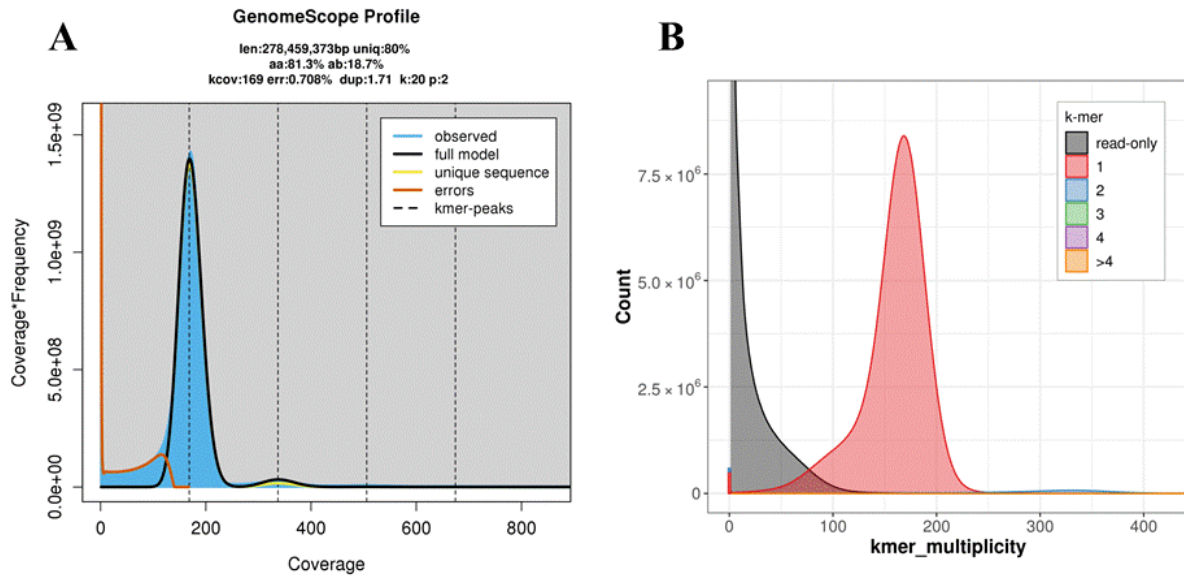 A
GenomeScope Profile
len:278,459,373bp uniq:80%
aa:81.3% ab:18.7%
kcov:169 err:0.708% dup:1.71 k:20 p:2
Coverage*Frequency
1.5e+09
1.0e+09
5.0e+08
0.0e+00
observed
full model
unique sequence
errors
kmer-peaks
0 200 400 600 800
Coverage
B
Count
7.5 × 10⁶
5.0 × 10⁶
2.5 × 10⁶
0
k-mer
read-only
1
2
3
4
>4
0 100 200 300 400
kmer_multiplicity